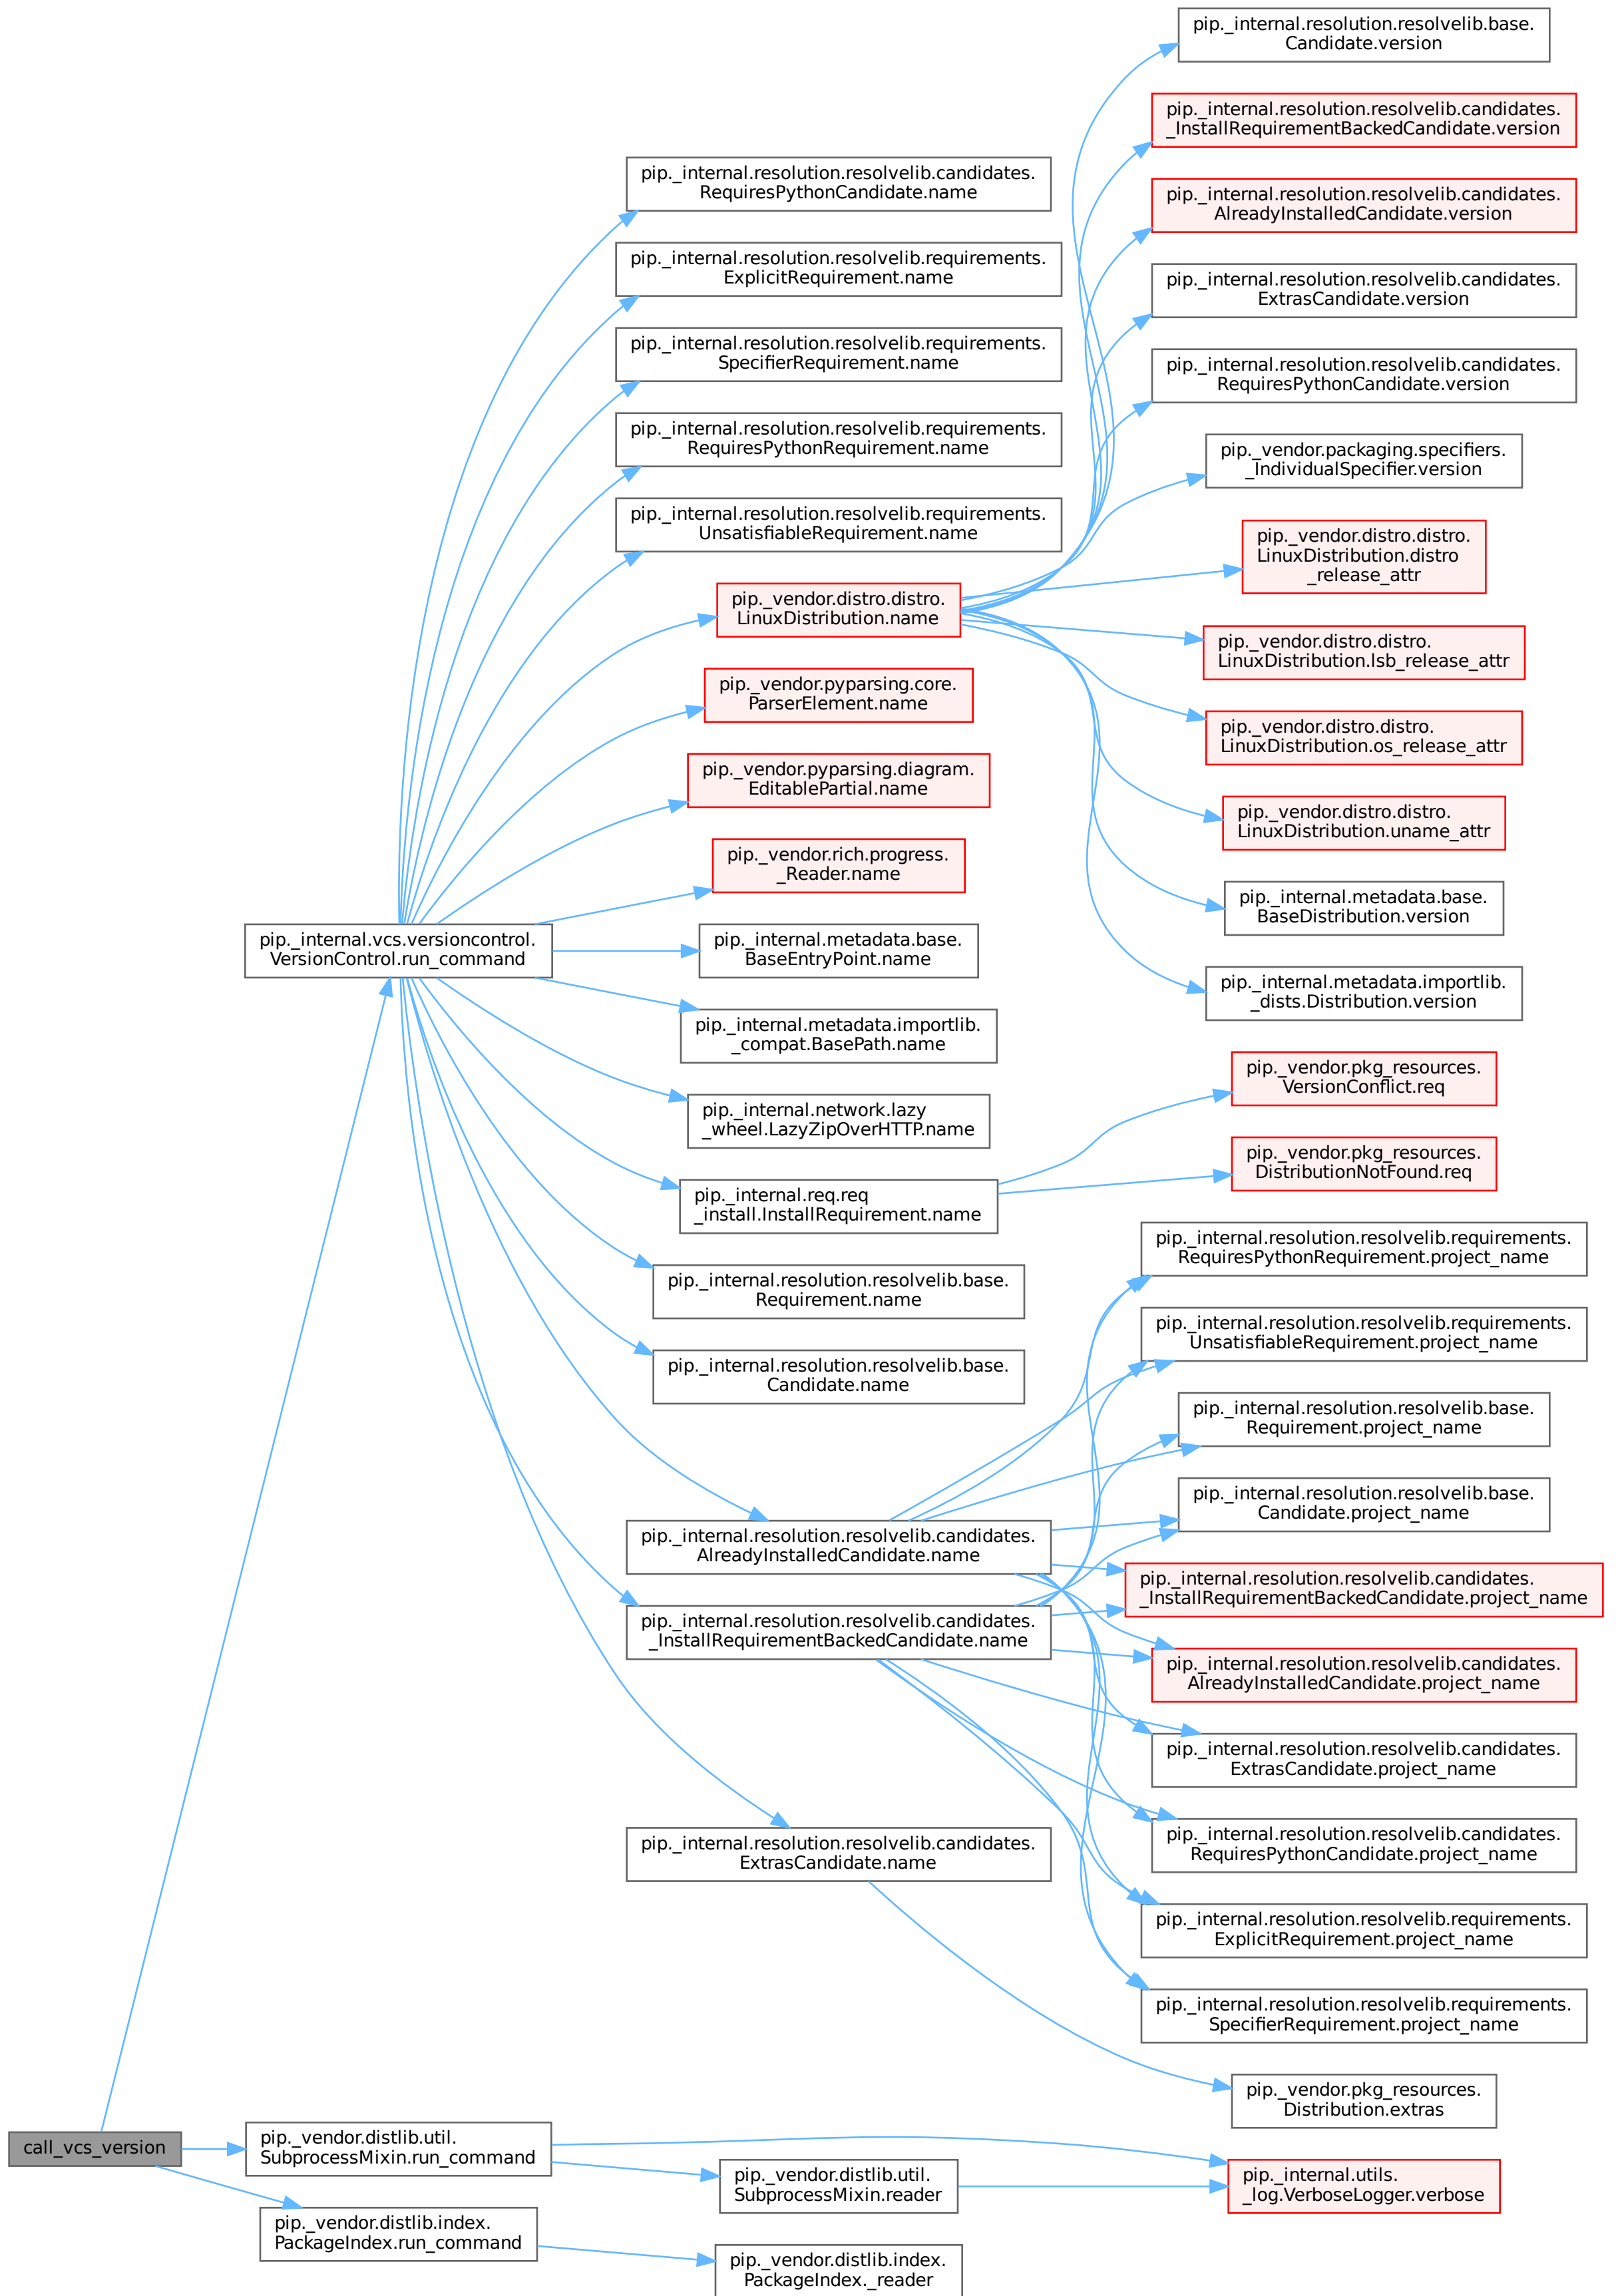 call_vcs_version
pip._internal.vcs.versioncontrol.
VersionControl.run_command
pip._vendor.distlib.util.
SubprocessMixin.run_command
pip._vendor.distlib.index.
PackageIndex.run_command
pip._internal.resolution.resolvelib.candidates.
RequiresPythonCandidate.name
pip._internal.resolution.resolvelib.requirements.
ExplicitRequirement.name
pip._internal.resolution.resolvelib.requirements.
SpecifierRequirement.name
pip._internal.resolution.resolvelib.requirements.
RequiresPythonRequirement.name
pip._internal.resolution.resolvelib.requirements.
UnsatisfiableRequirement.name
pip._vendor.distro.distro.
LinuxDistribution.name
pip._vendor.pyparsing.core.
ParserElement.name
pip._vendor.pyparsing.diagram.
EditablePartial.name
pip._vendor.rich.progress.
_Reader.name
pip._internal.metadata.base.
BaseEntryPoint.name
pip._internal.metadata.importlib.
_compat.BasePath.name
pip._internal.network.lazy
_wheel.LazyZipOverHTTP.name
pip._internal.req.req
_install.InstallRequirement.name
pip._internal.resolution.resolvelib.base.
Requirement.name
pip._internal.resolution.resolvelib.base.
Candidate.name
pip._internal.resolution.resolvelib.candidates.
AlreadyInstalledCandidate.name
pip._internal.resolution.resolvelib.candidates.
_InstallRequirementBackedCandidate.name
pip._internal.resolution.resolvelib.candidates.
ExtrasCandidate.name
pip._vendor.distlib.util.
SubprocessMixin.reader
pip._vendor.distlib.index.
PackageIndex._reader
pip._internal.resolution.resolvelib.base.
Candidate.version
pip._internal.resolution.resolvelib.candidates.
_InstallRequirementBackedCandidate.version
pip._internal.resolution.resolvelib.candidates.
AlreadyInstalledCandidate.version
pip._internal.resolution.resolvelib.candidates.
ExtrasCandidate.version
pip._internal.resolution.resolvelib.candidates.
RequiresPythonCandidate.version
pip._vendor.packaging.specifiers.
_IndividualSpecifier.version
pip._vendor.distro.distro.
LinuxDistribution.distro
_release_attr
pip._vendor.distro.distro.
LinuxDistribution.lsb_release_attr
pip._vendor.distro.distro.
LinuxDistribution.os_release_attr
pip._vendor.distro.distro.
LinuxDistribution.uname_attr
pip._internal.metadata.base.
BaseDistribution.version
pip._internal.metadata.importlib.
_dists.Distribution.version
pip._vendor.pkg_resources.
VersionConflict.req
pip._vendor.pkg_resources.
DistributionNotFound.req
pip._internal.resolution.resolvelib.requirements.
RequiresPythonRequirement.project_name
pip._internal.resolution.resolvelib.requirements.
UnsatisfiableRequirement.project_name
pip._internal.resolution.resolvelib.base.
Requirement.project_name
pip._internal.resolution.resolvelib.base.
Candidate.project_name
pip._internal.resolution.resolvelib.candidates.
_InstallRequirementBackedCandidate.project_name
pip._internal.resolution.resolvelib.candidates.
AlreadyInstalledCandidate.project_name
pip._internal.resolution.resolvelib.candidates.
ExtrasCandidate.project_name
pip._internal.resolution.resolvelib.candidates.
RequiresPythonCandidate.project_name
pip._internal.resolution.resolvelib.requirements.
ExplicitRequirement.project_name
pip._internal.resolution.resolvelib.requirements.
SpecifierRequirement.project_name
pip._vendor.pkg_resources.
Distribution.extras
pip._internal.utils.
_log.VerboseLogger.verbose